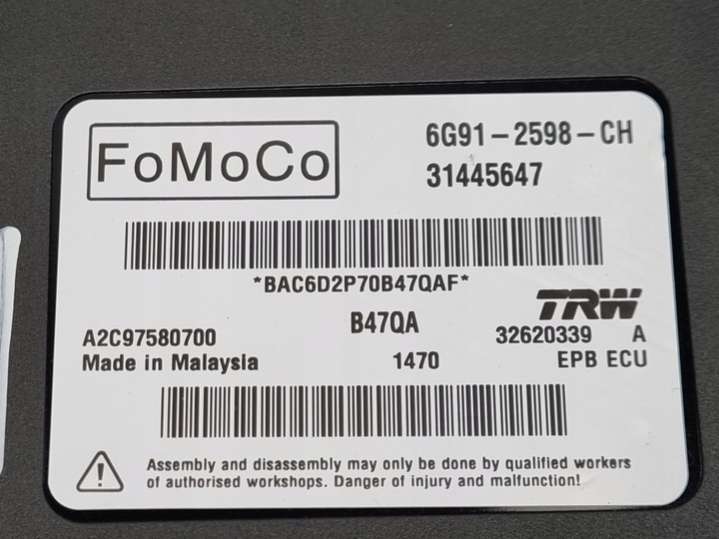 FoMoCo
6G91-2598-CH
31445647
*BAC6D2P70B47QAF*
B47QA
TRW
A2C97580700
32620339 A
Made in Malaysia
1470
EPB ECU
Assembly and disassembly may only be done by qualified workers
of authorised workshops. Danger of injury and malfunction!